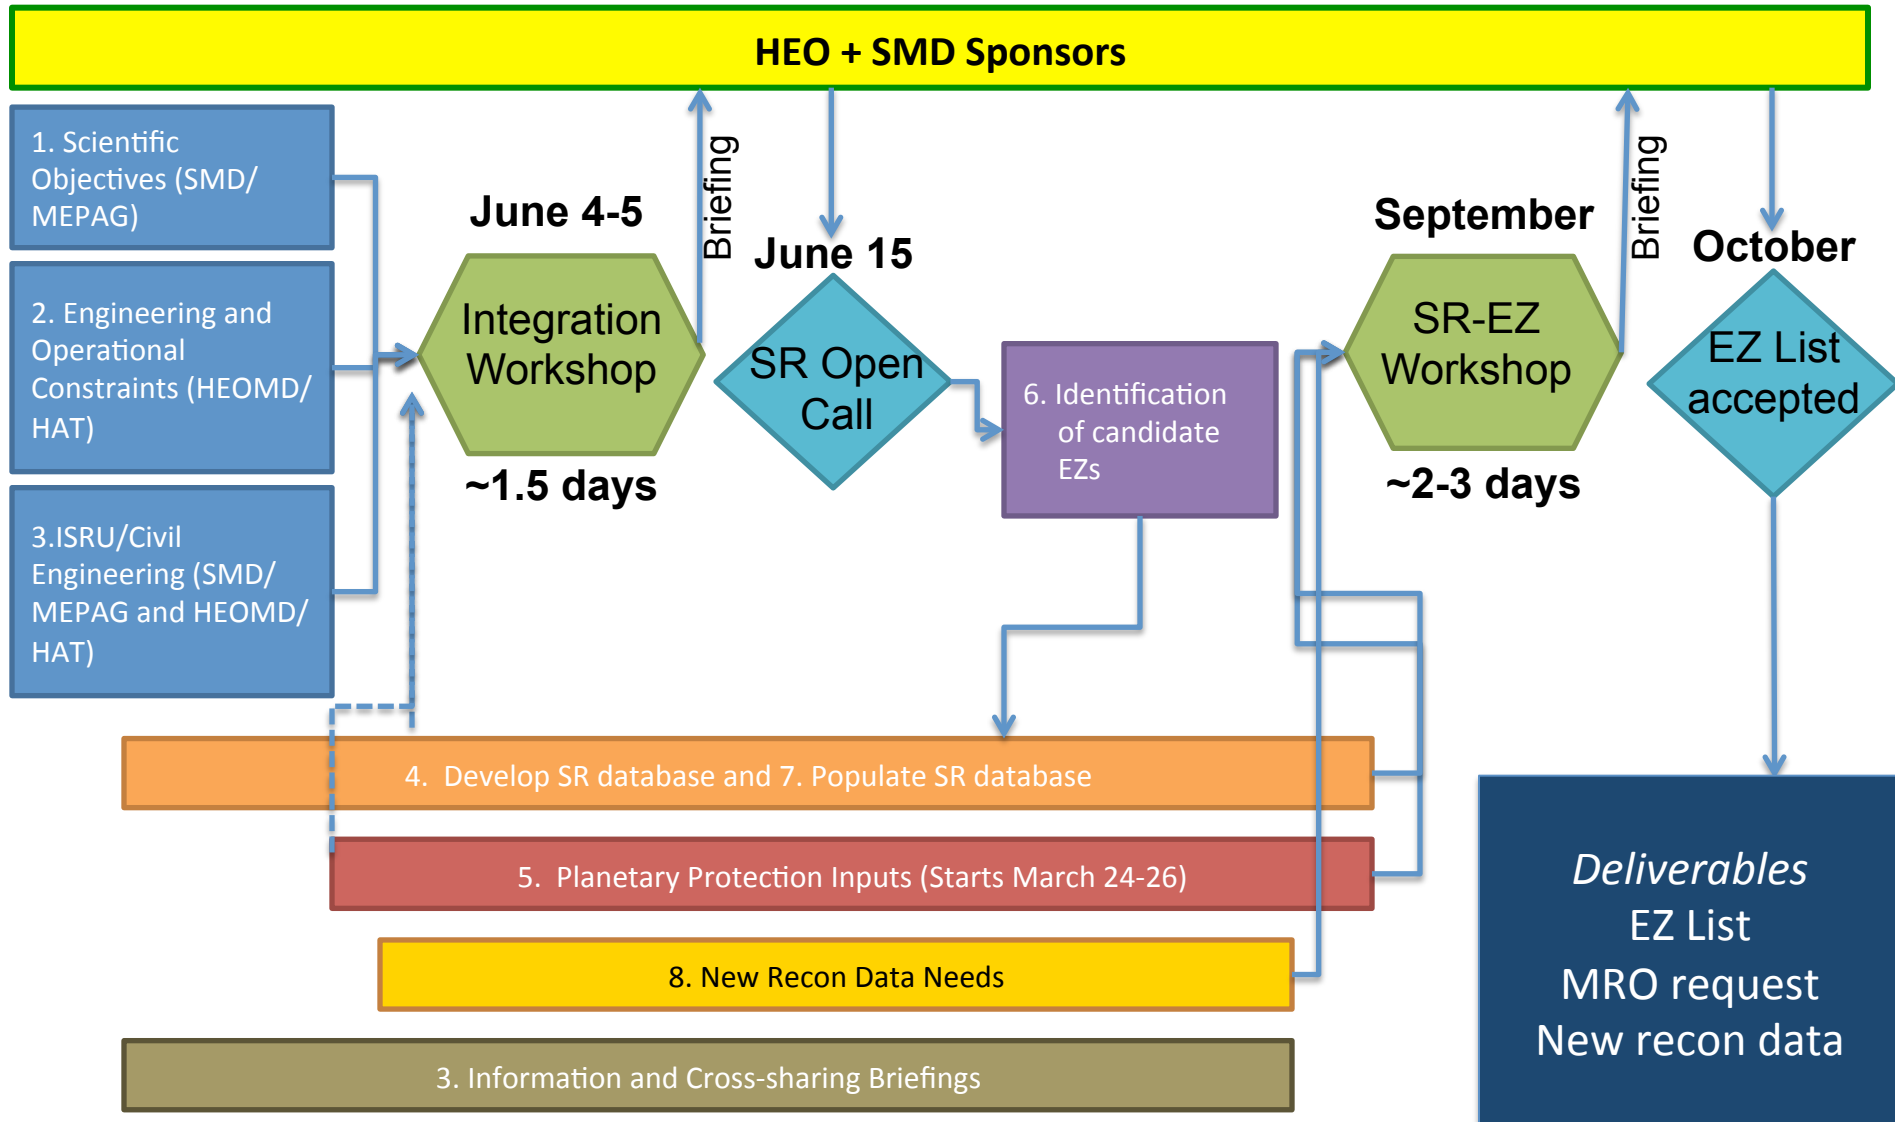 HEO + SMD Sponsors
1. Scientific
Objectives (SMD/
MEPAG)
2. Engineering and
Operational
Constraints (HEOMD/
HAT)
3.ISRU/Civil
Engineering (SMD/
MEPAG and HEOMD/
HAT)
June 4-5
Integration
Workshop
~1.5 days
Briefing
June 15
SR Open
Call
6. Identification
of candidate
EZs
September
SR-EZ
Workshop
~2-3 days
Briefing
October
EZ List
accepted
4. Develop SR database and 7. Populate SR database
5. Planetary Protection Inputs (Starts March 24-26)
8. New Recon Data Needs
3. Information and Cross-sharing Briefings
Deliverables
EZ List
MRO request
New recon data